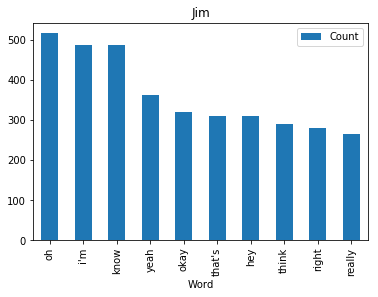 Jim
Count
500
400
300
200
100
0
oh
i'm
know
yeah
okay
that's
hey
think
right
really
Word